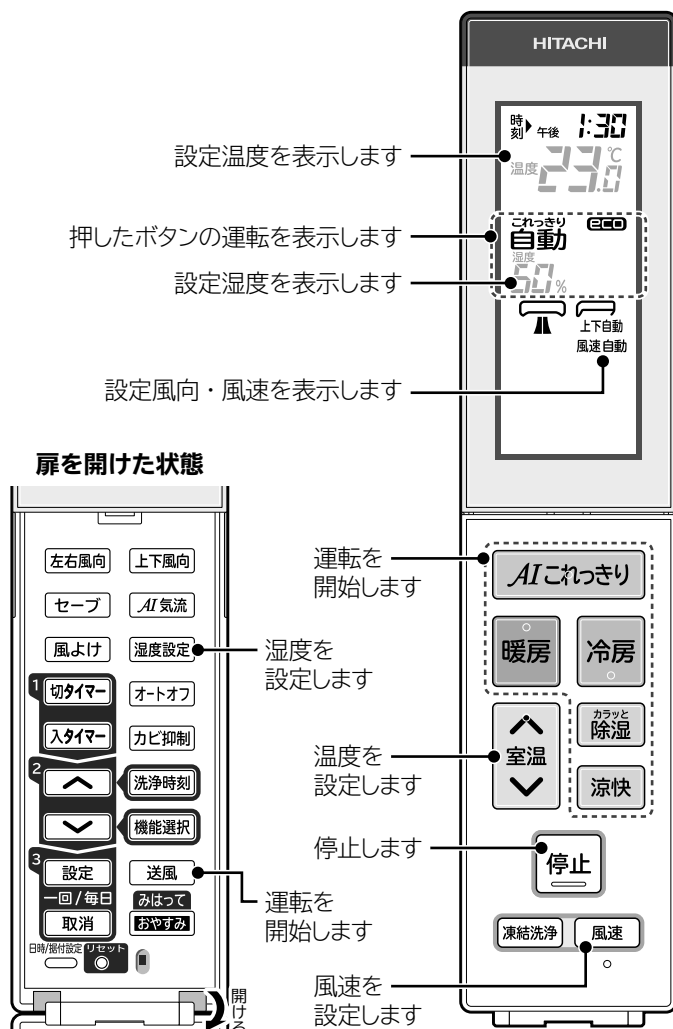 HITACHI
時刻 午後 1:30
設定温度を表示します
温度 23.0 ℃
押したボタンの運転を表示します
これっきり
自動 eco
湿度
設定湿度を表示します
50 %
上下自動
風速自動
設定風向・風速を表示します
扉を開けた状態
左右風向 上下風向
セーブ AI 気流
風よけ 湿度設定
湿度を
設定します
1 切タイマー オートオフ
入タイマー カビ抑制
2 洗浄時刻
機能選択
3 設定 送風
一回/毎日 みはって
取消 おやすみ
運転を
開始します
日時/据付設定 リセット
開ける
運転を
開始します
AIこれっきり
暖房 冷房
温度を
設定します
室温
カラッと
除湿
涼快
停止します
停止
凍結洗浄 風速
風速を
設定します